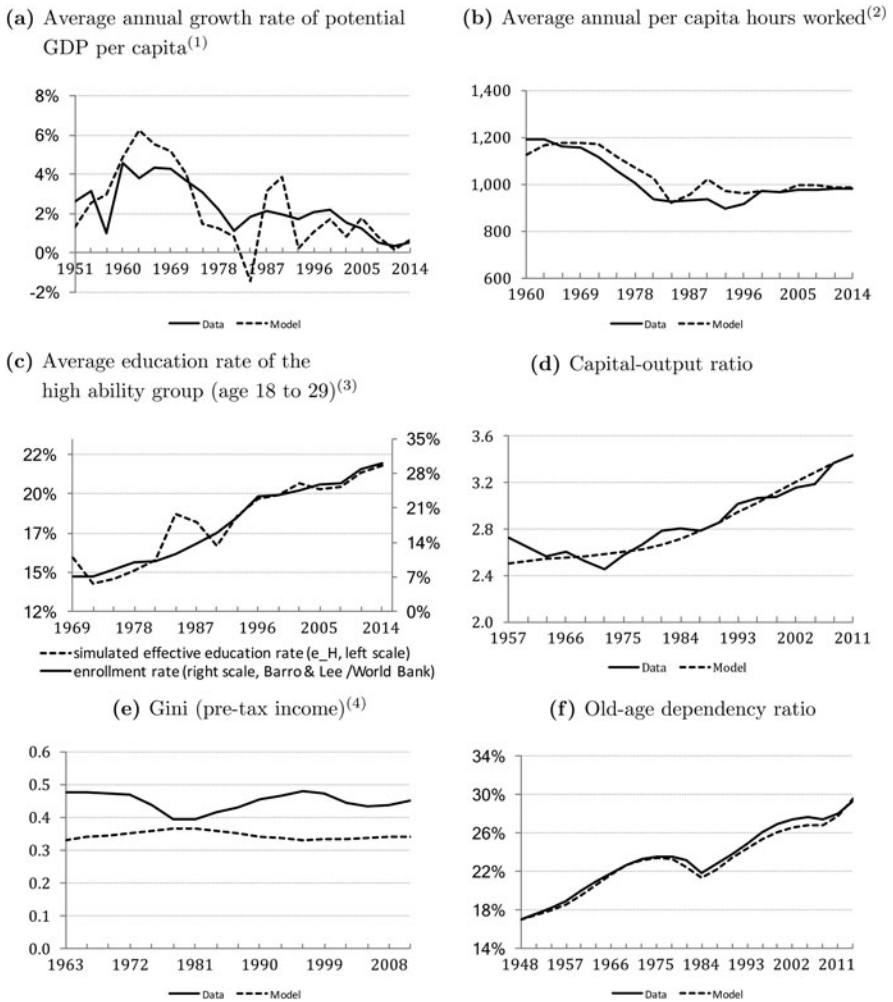 (a) Average annual growth rate of potential
GDP per capita(1)
8%
6%
4%
2%
0%
-2%
1951 1960 1969 1978 1987 1996 2005 2014
Data Model
(b) Average annual per capita hours worked(2)
1,400
1,200
1,000
800
600
1960 1969 1978 1987 1996 2005 2014
Data Model
(c) Average education rate of the
high ability group (age 18 to 29)(3)
22%
20%
17%
15%
12%
35%
28%
21%
14%
7%
0%
1969 1978 1987 1996 2005 2014
simulated effective education rate (e_H, left scale)
enrollment rate (right scale, Barro & Lee /World Bank)
(d) Capital-output ratio
3.6
3.2
2.8
2.4
2.0
1957 1966 1975 1984 1993 2002 2011
Data Model
(e) Gini (pre-tax income)(4)
0.6
0.5
0.4
0.3
0.2
0.1
0.0
1963 1972 1981 1990 1999 2008
Data Model
(f) Old-age dependency ratio
34%
30%
26%
22%
18%
14%
1948 1957 1966 1975 1984 1993 2002 2011
Data Model